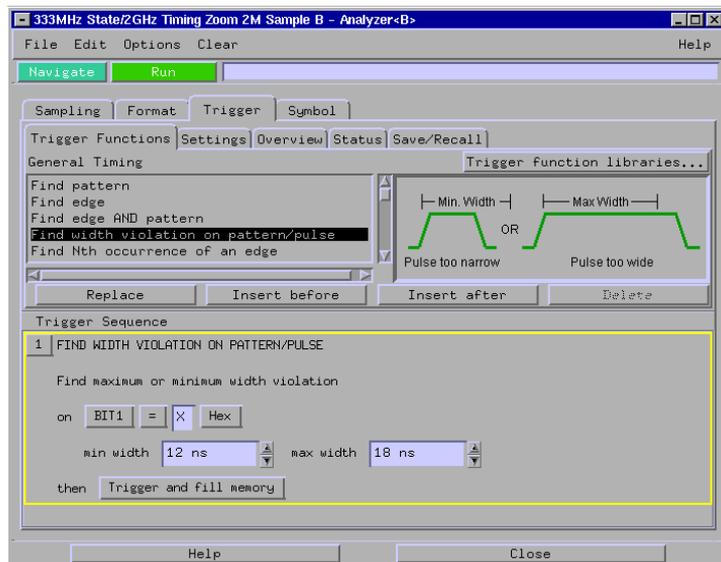 333MHz State/2GHz Timing Zoom 2M Sample B - Analyzer<B>
File Edit Options Clear Help
Navigate Run
Sampling Format Trigger Symbol
Trigger Functions Settings Overview Status Save/Recall
General Timing Trigger function libraries...
Find pattern
Find edge
Find edge AND pattern
Find width violation on pattern/pulse
Find Nth occurrence of an edge
Min. Width Max Width
OR
Pulse too narrow Pulse too wide
Replace Insert before Insert after Delete
Trigger Sequence
1 FIND WIDTH VIOLATION ON PATTERN/PULSE
Find maximum or minimum width violation
on BIT1 = X Hex
min width 12 ns max width 18 ns
then Trigger and fill memory
Help Close